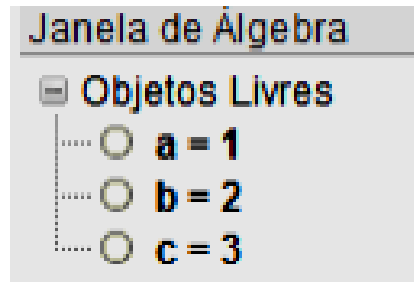 Janela de Álgebra
Objetos Livres
a = 1
b = 2
c = 3